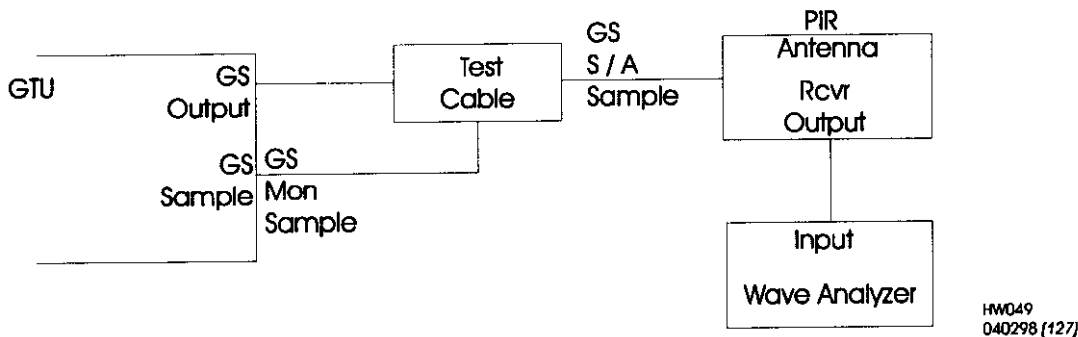 GTU
GS
Output
GS
Sample
GS
Mon
Sample
Test
Cable
GS
S / A
Sample
PIR
Antenna
Rcvr
Output
Input
Wave Analyzer
HW049
040298 (127)